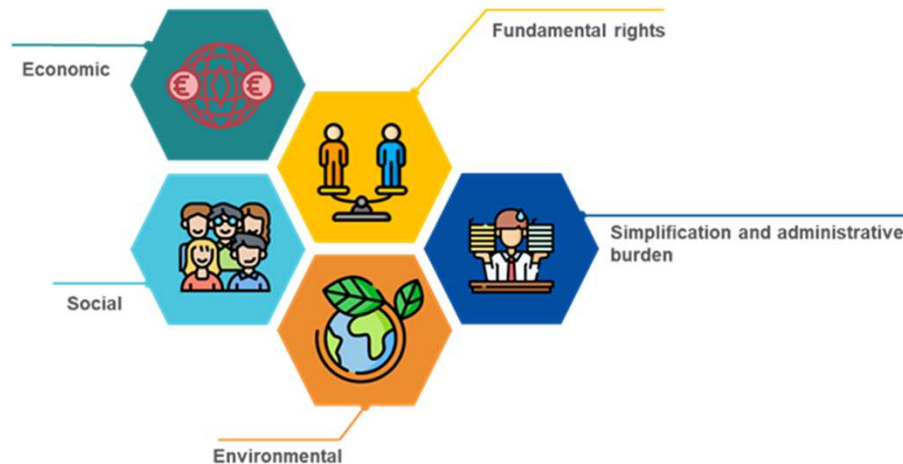 Fundamental rights
Economic
€ €
Simplification and administrative
burden
Social
Environmental